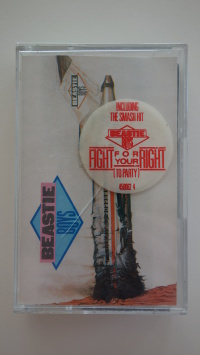 BEASTIE
BOYS
INCLUDING
THE SMASH HIT
BEASTIE
BOYS
FIGHT FOR YOUR RIGHT
(TO PARTY)
BEASTIE
BOYS